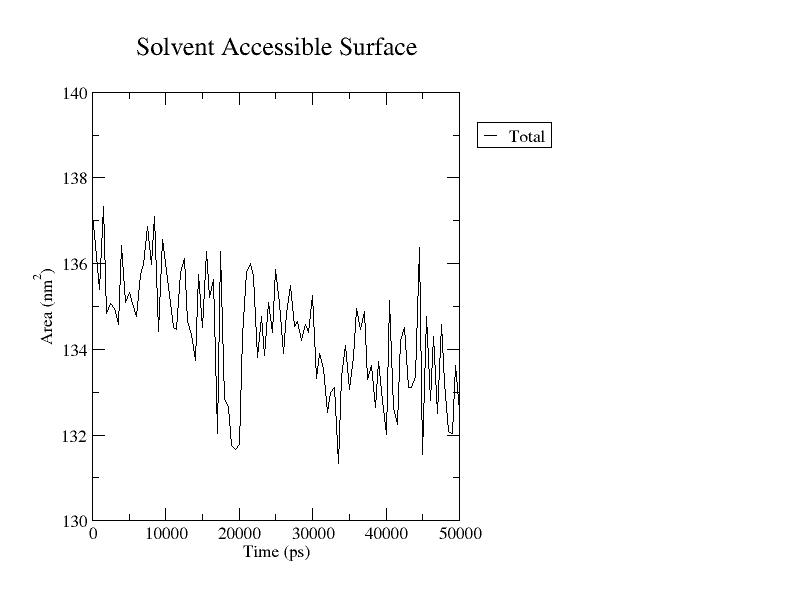 Solvent Accessible Surface
140
138
136
134
132
130
Area (nm²)
0 10000 20000 30000 40000 50000
Time (ps)
Total